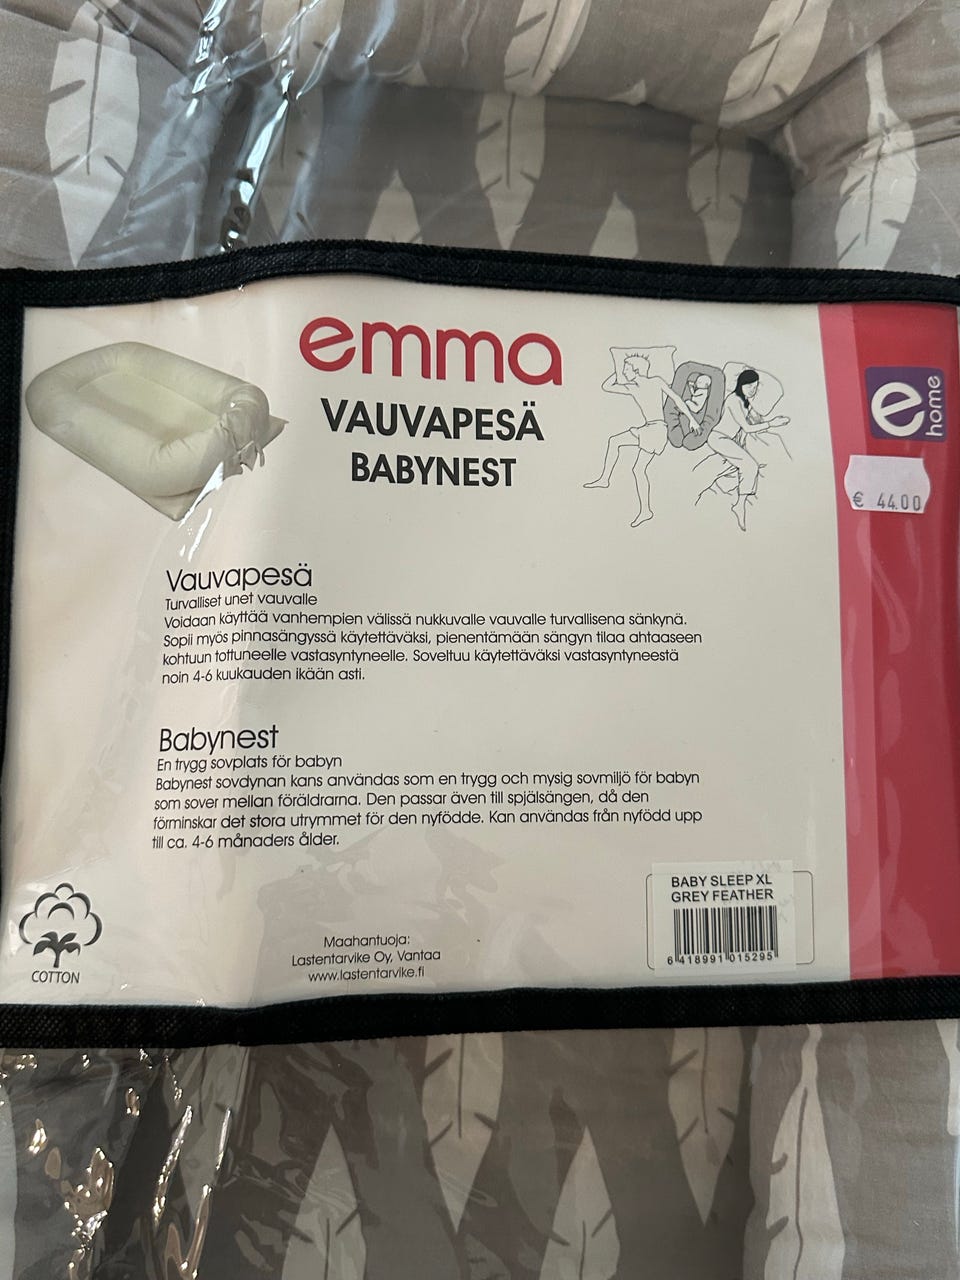 emma
VAUVAPESÄ
BABYNEST
e home
€ 44.00
Vauvapesä
Turvalliset unet vauvalle
Voidaan käyttää vanhempien välissä nukkuvalle vauvalle turvallisena sänkynä.
Sopii myös pinnasängyssä käytettäväksi, pienentämään sängyn tilaa ahtaaseen
kohtuun tottuneelle vastasyntyneelle. Soveltuu käytettäväksi vastasyntyneestä
noin 4-6 kuukauden ikään asti.
Babynest
En trygg sovplats för babyn
Babynest sovdynan kans användas som en trygg och mysig sovmiljö för babyn
som sover mellan föräldrarna. Den passar även till spjälsängen, då den
förminskar det stora utrymmet för den nyfödde. Kan användas från nyfödd upp
till ca. 4-6 månaders ålder.
BABY SLEEP XL
GREY FEATHER
6 418991 015295
Maahantuoja:
Lastentarvike Oy, Vantaa
www.lastentarvike.fi
COTTON